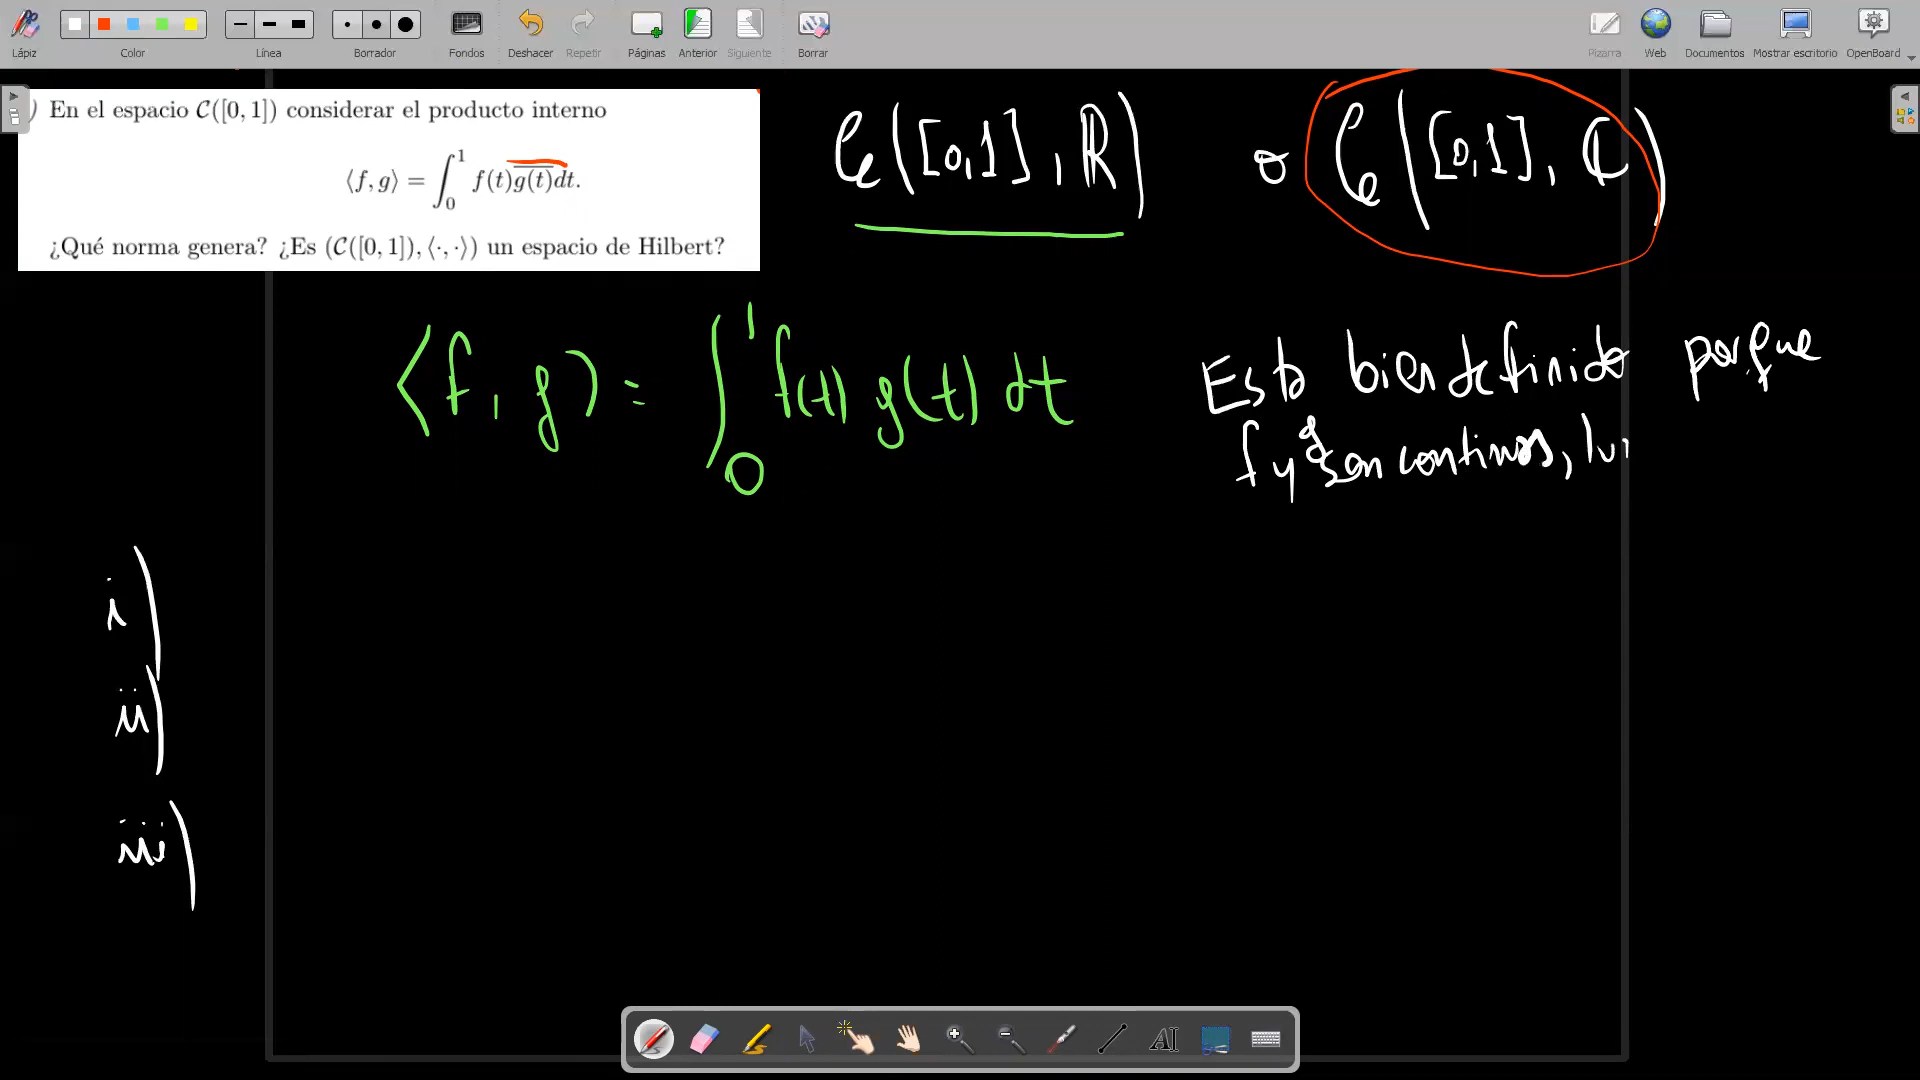 Lápiz Color Línea Borrador Fondos Deshacer Repetir Páginas Anterior Siguiente Borrar Pizarra Web Documentos Mostrar escritorio OpenBoard
) En el espacio C([0, 1]) considerar el producto interno
⟨f, g⟩ = ∫₀¹ f(t)g̅(̅t̅)̅dt.
¿Qué norma genera? ¿Es (C([0, 1]), ⟨·, ·⟩) un espacio de Hilbert?
C([0,1], ℝ) o C([0,1], ℂ)
⟨f, g⟩ = ∫₀¹ f(t) g(t) dt
Esto bien definido porque
f y g son continuas,
i)
ii)
iii)
AI